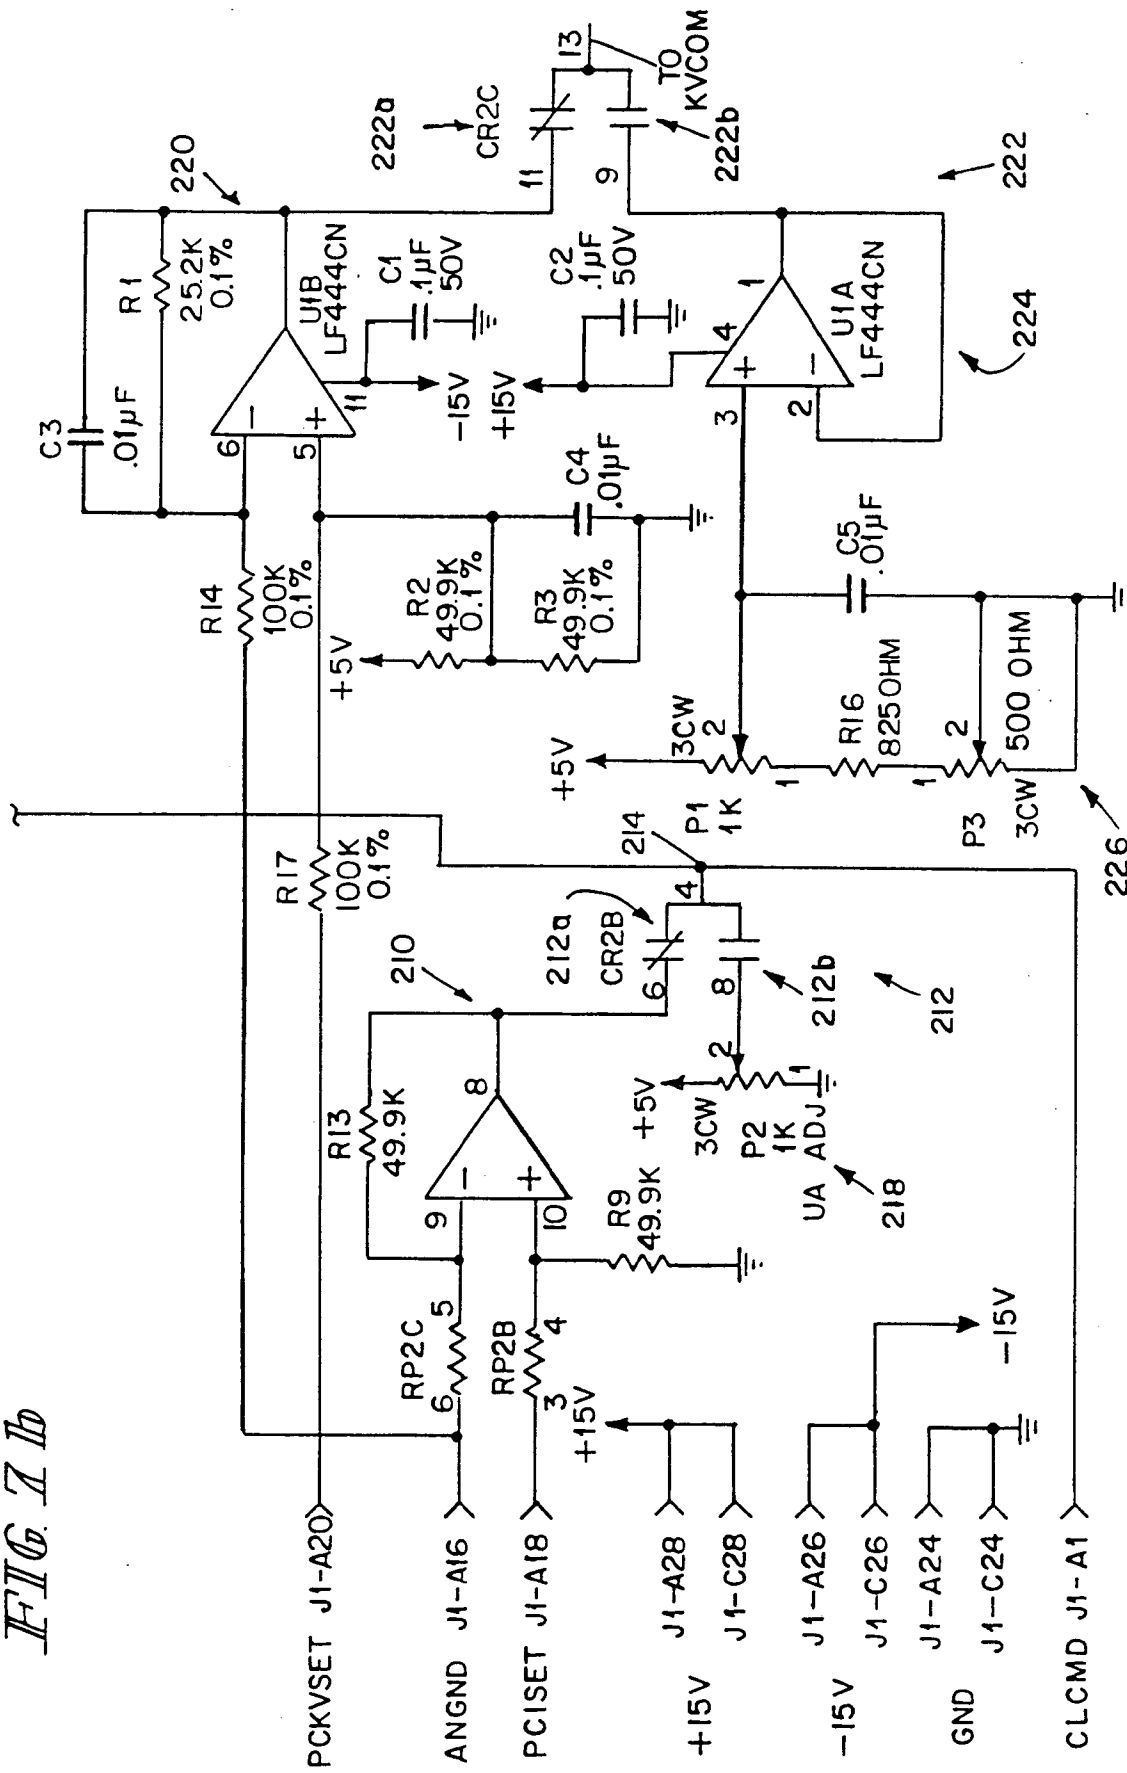 FIG. 7b
PCKVSET J1-A20
ANGND J1-A16
PCISET J1-A18
+15V
J1-A28
J1-C28
-15V
J1-A26
J1-C26
GND
J1-A24
J1-C24
CLCMD J1-A1
+15V
-15V
RP2C
6
5
RP2B
3
4
R13
49.9K
9
10
8
210
R9
49.9K
+5V
3CW
2
1
P2
1K
UA ADJ
218
212a
CR2B
6
8
4
212b
212
214
R17
100K
0.1%
R14
100K
0.1%
+5V
R2
49.9K
0.1%
R3
49.9K
0.1%
C4
.01µF
C3
.01µF
R1
25.2K
0.1%
220
6
5
11
U1B
LF444CN
C1
.1µF
50V
-15V
+15V
C2
.1µF
50V
+5V
3CW
2
P1
1K
1
R16
825OHM
1
2
P3
3CW
500 OHM
226
C5
.01µF
3
2
4
1
U1A
LF444CN
224
222a
CR2C
11
9
13
TO
KVCOM
222b
222